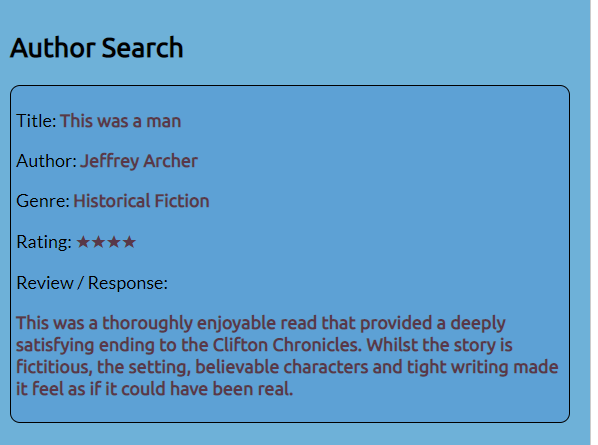 Author Search
Title: This was a man
Author: Jeffrey Archer
Genre: Historical Fiction
Rating: ★★★★
Review / Response:
This was a thoroughly enjoyable read that provided a deeply
satisfying ending to the Clifton Chronicles. Whilst the story is
fictitious, the setting, believable characters and tight writing made
it feel as if it could have been real.